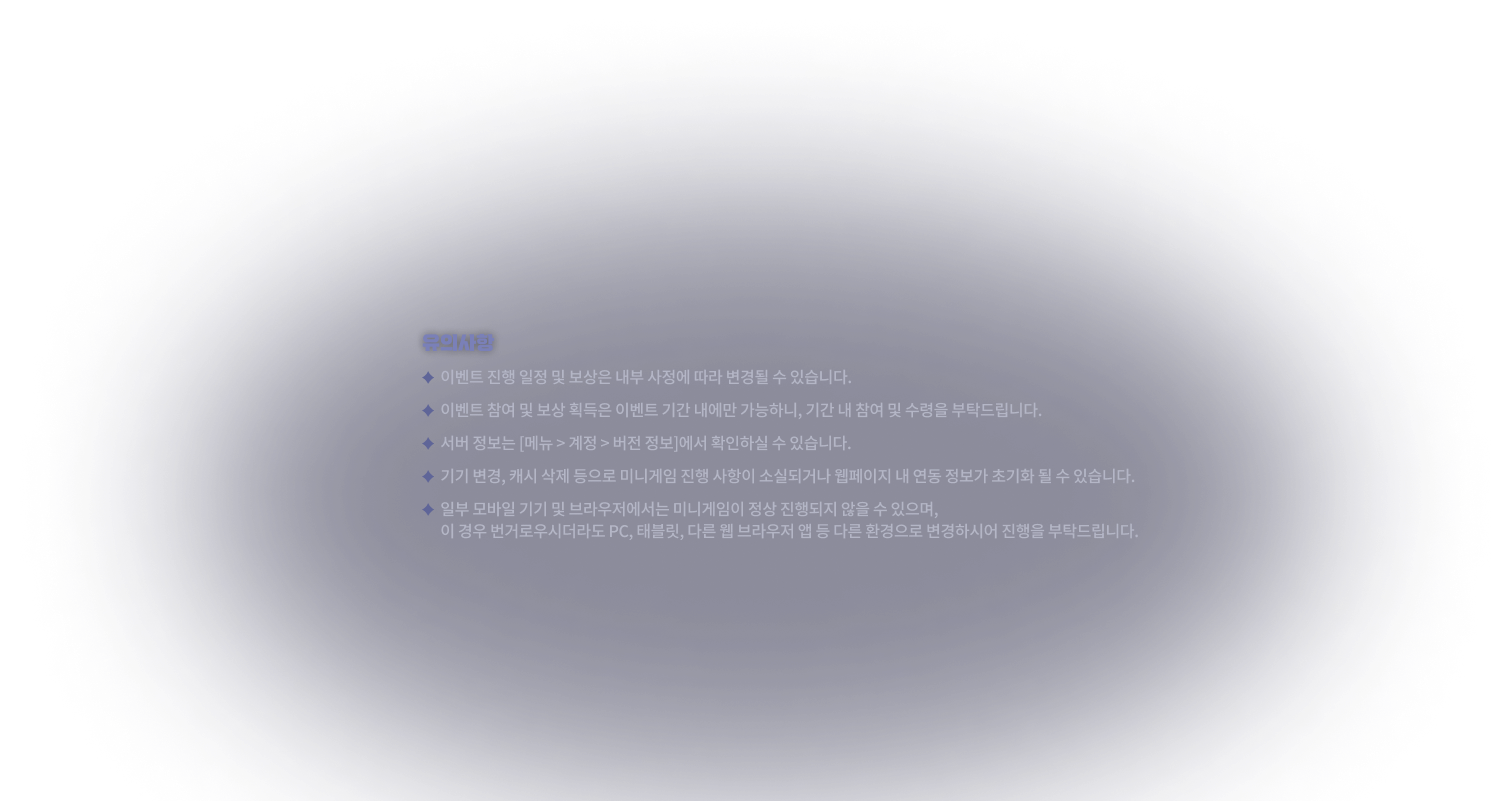 유의사항
이벤트 진행 일정 및 보상은 내부 사정에 따라 변경될 수 있습니다.
이벤트 참여 및 보상 획득은 이벤트 기간 내에만 가능하니, 기간 내 참여 및 수령을 부탁드립니다.
서버 정보는 [메뉴 > 계정 > 버전 정보]에서 확인하실 수 있습니다.
기기 변경, 캐시 삭제 등으로 미니게임 진행 사항이 소실되거나 웹페이지 내 연동 정보가 초기화 될 수 있습니다.
일부 모바일 기기 및 브라우저에서는 미니게임이 정상 진행되지 않을 수 있으며,
이 경우 번거로우시더라도 PC, 태블릿, 다른 웹 브라우저 앱 등 다른 환경으로 변경하시어 진행을 부탁드립니다.